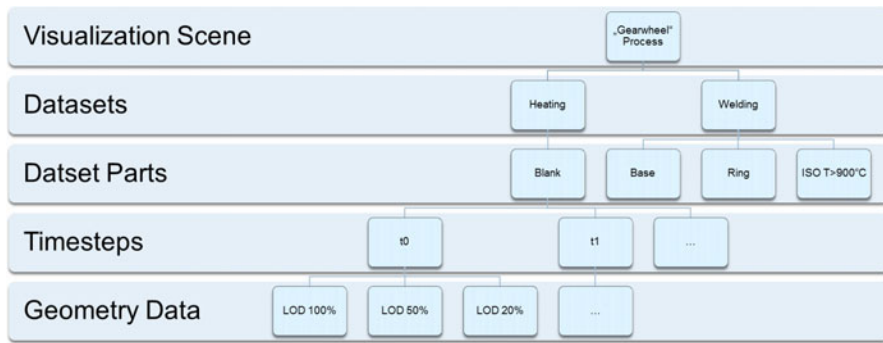 Visualization Scene
„Gearwheel“
Process
Datasets
Heating
Welding
Datset Parts
Blank
Base
Ring
ISO T>900°C
Timesteps
t0
t1
...
Geometry Data
LOD 100%
LOD 50%
LOD 20%
...